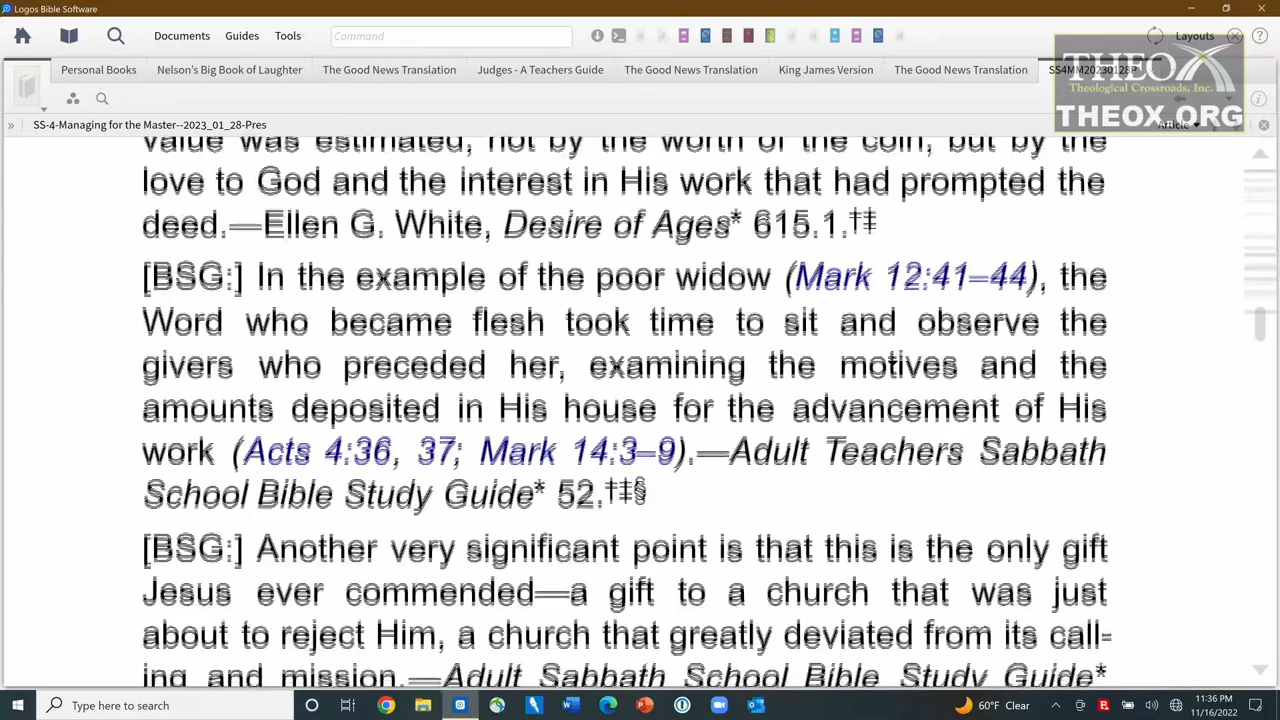 Logos Bible Software
Documents Guides Tools Command Layouts
Personal Books Nelson's Big Book of Laughter The G Judges - A Teachers Guide The Good News Translation King James Version The Good News Translation SS4MM20230128P
THEOX
Theological Crossroads, Inc.
THEOX.ORG
SS-4-Managing for the Master--2023_01_28-Pres Article
value was estimated, not by the worth of the coin, but by the
love to God and the interest in His work that had prompted the
deed.—Ellen G. White, Desire of Ages* 615.1.†‡
[BSG:] In the example of the poor widow (Mark 12:41–44), the
Word who became flesh took time to sit and observe the
givers who preceded her, examining the motives and the
amounts deposited in His house for the advancement of His
work (Acts 4:36, 37; Mark 14:3–9).—Adult Teachers Sabbath
School Bible Study Guide* 52.†‡§
[BSG:] Another very significant point is that this is the only gift
Jesus ever commended—a gift to a church that was just
about to reject Him, a church that greatly deviated from its call-
ing and mission.—Adult Sabbath School Bible Study Guide*
Type here to search 60°F Clear 11:36 PM
11/16/2022